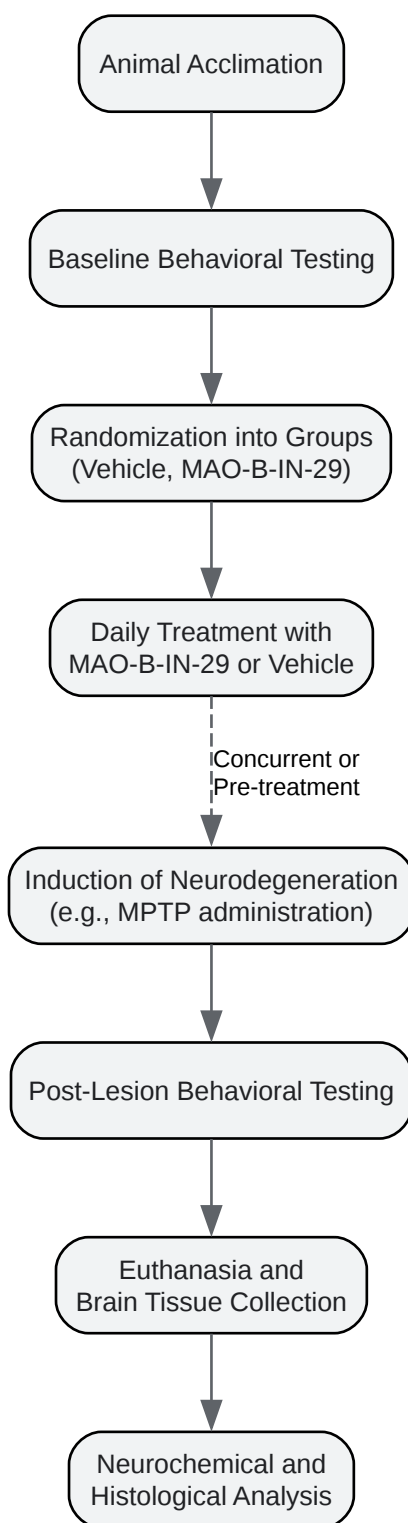 Animal Acclimation
Baseline Behavioral Testing
Randomization into Groups
(Vehicle, MAO-B-IN-29)
Daily Treatment with
MAO-B-IN-29 or Vehicle
Concurrent or
Pre-treatment
Induction of Neurodegeneration
(e.g., MPTP administration)
Post-Lesion Behavioral Testing
Euthanasia and
Brain Tissue Collection
Neurochemical and
Histological Analysis